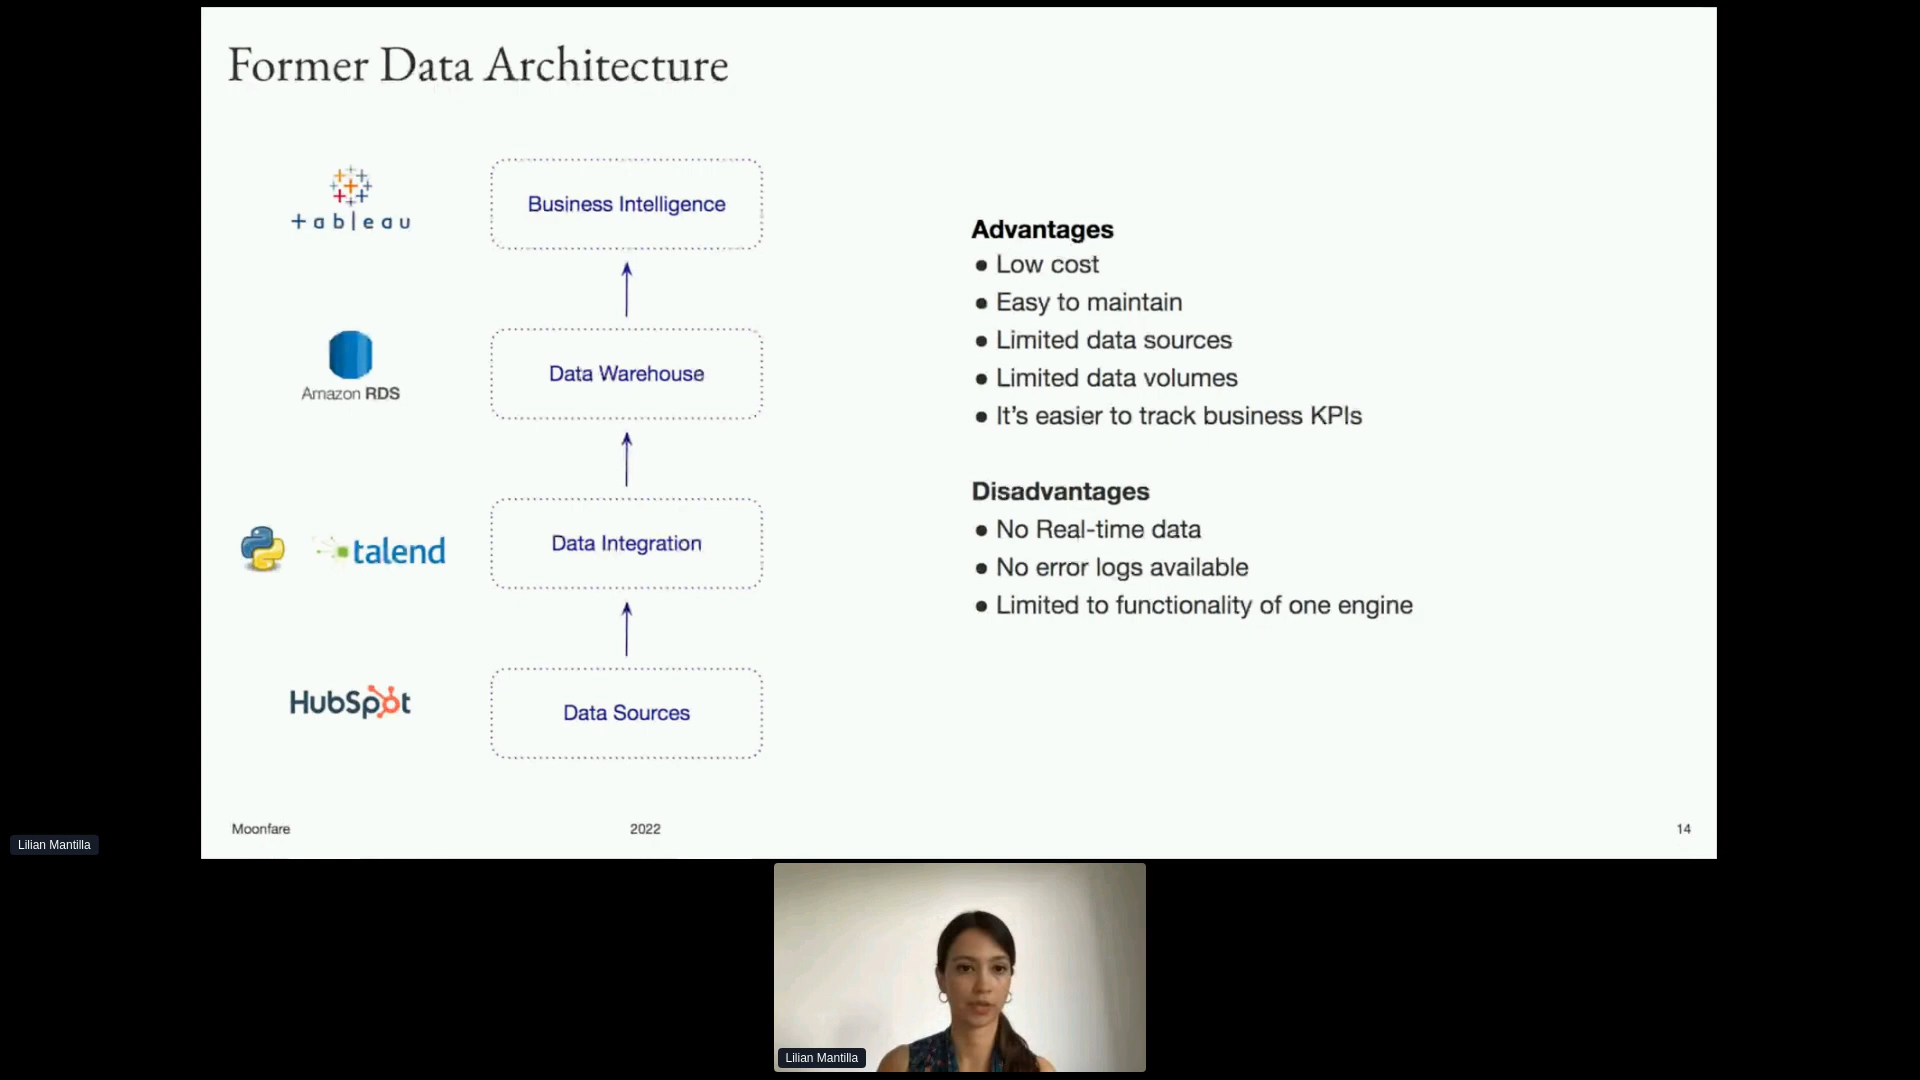 Former Data Architecture
+ableau
Business Intelligence
Amazon RDS
Data Warehouse
talend
Data Integration
HubSpot
Data Sources
Advantages
● Low cost
● Easy to maintain
● Limited data sources
● Limited data volumes
● It's easier to track business KPIs
Disadvantages
● No Real-time data
● No error logs available
● Limited to functionality of one engine
Moonfare
2022
14
Lilian Mantilla
Lilian Mantilla